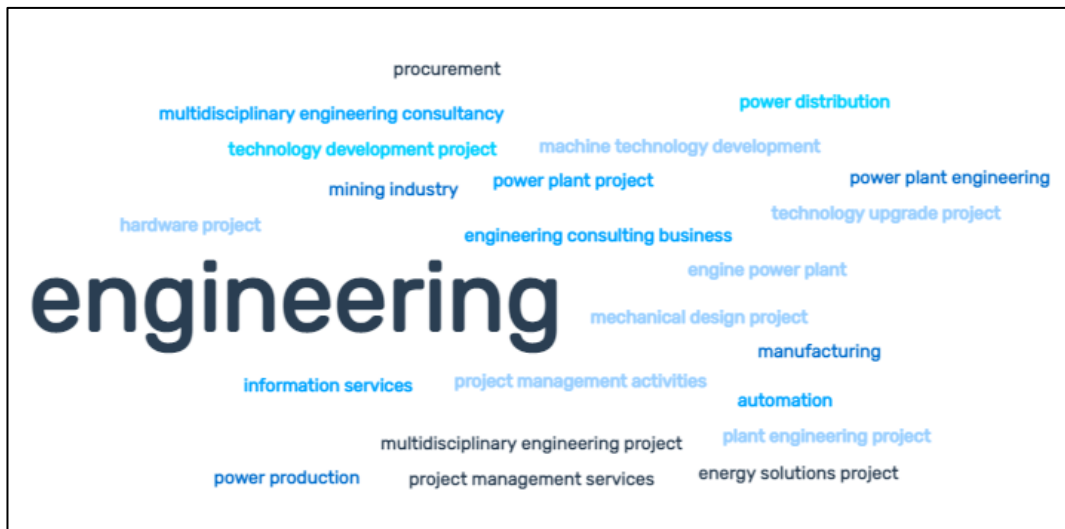 procurement
power distribution
multidisciplinary engineering consultancy
technology development project
machine technology development
mining industry
power plant project
power plant engineering
hardware project
technology upgrade project
engineering consulting business
engine power plant
engineering
mechanical design project
manufacturing
information services
project management activities
automation
multidisciplinary engineering project
plant engineering project
power production
project management services
energy solutions project